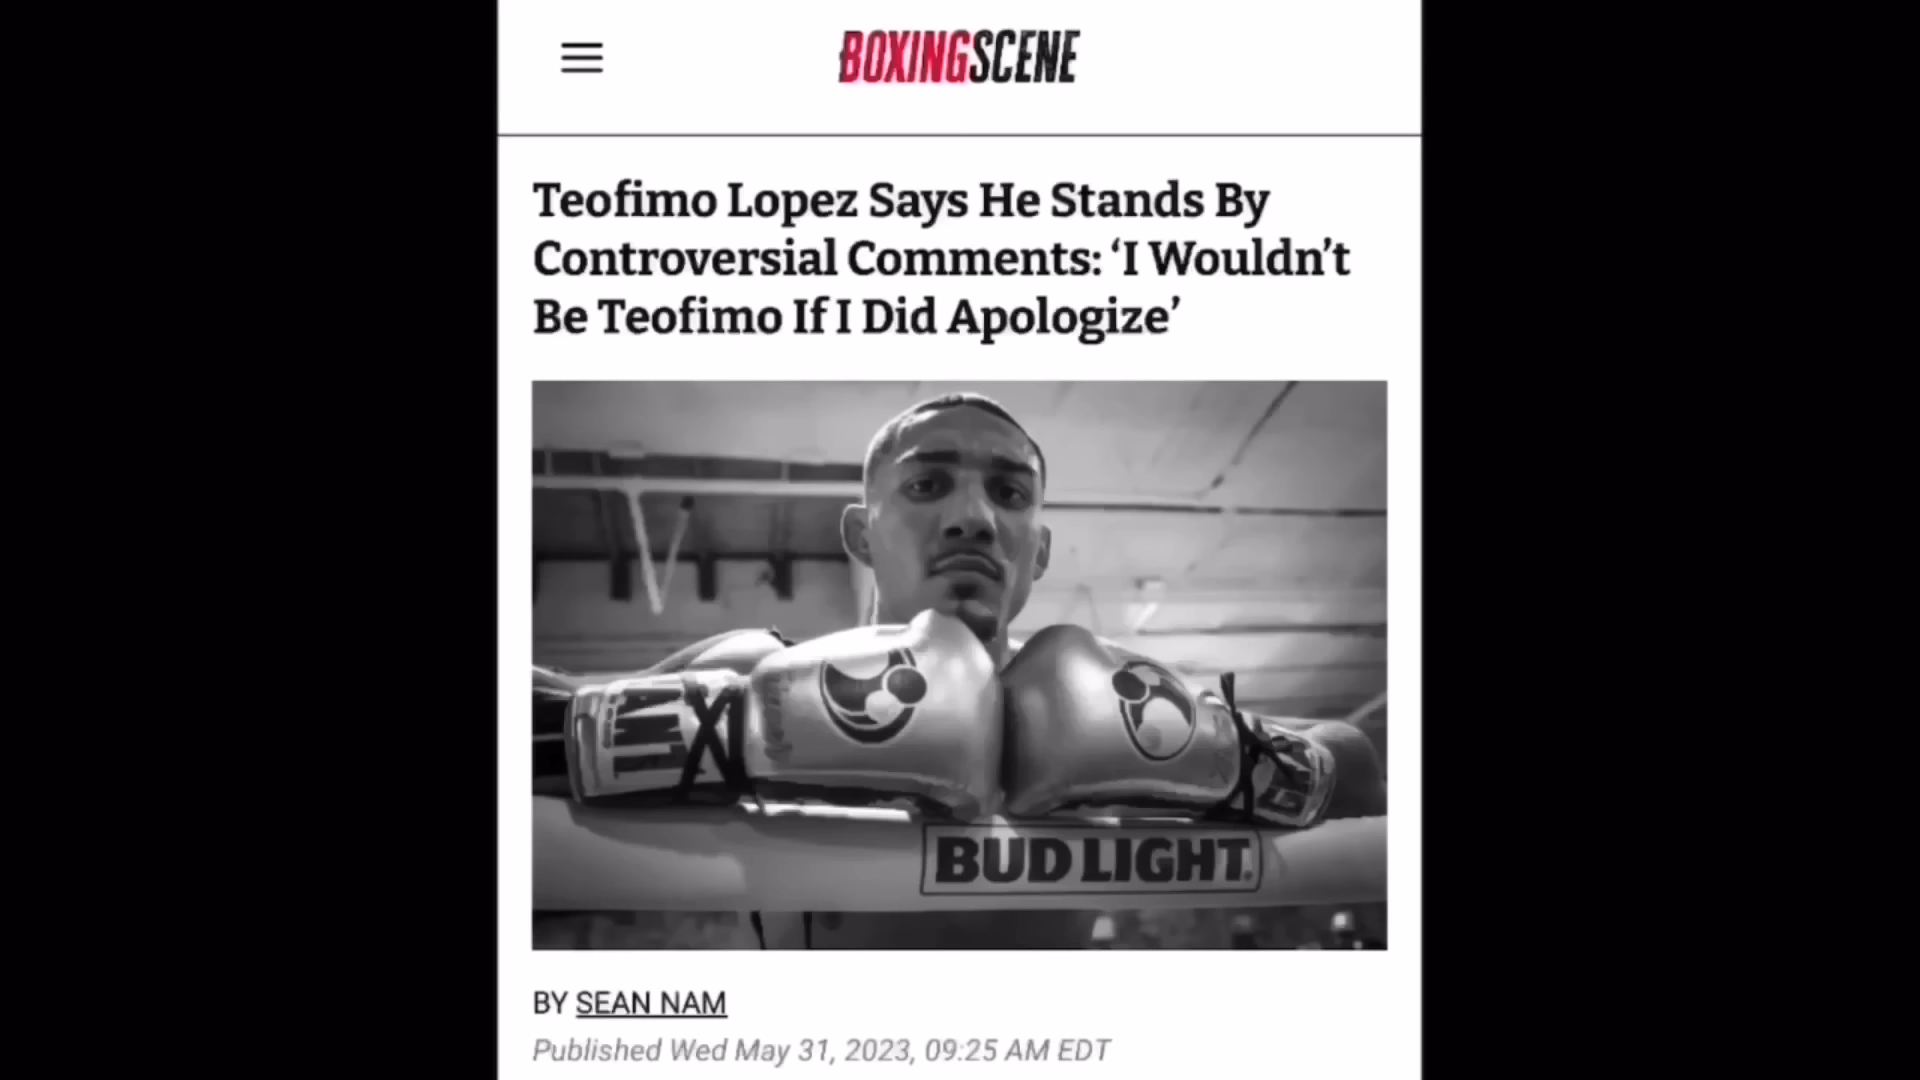 BOXINGSCENE
Teofimo Lopez Says He Stands By
Controversial Comments: ‘I Wouldn’t
Be Teofimo If I Did Apologize’
BUD LIGHT.
BY SEAN NAM
Published Wed May 31, 2023, 09:25 AM EDT